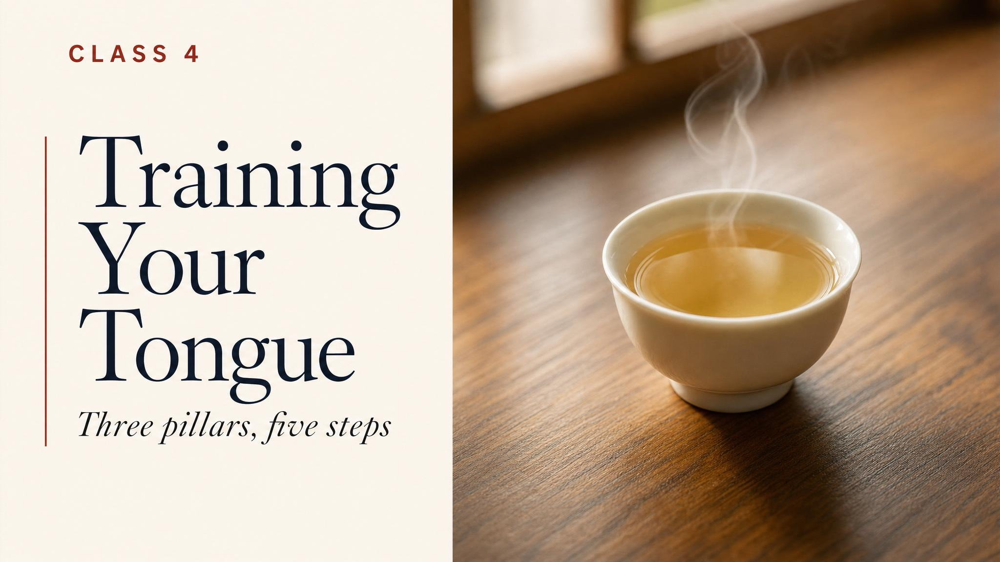 CLASS 4
Training
Your
Tongue
Three pillars, five steps